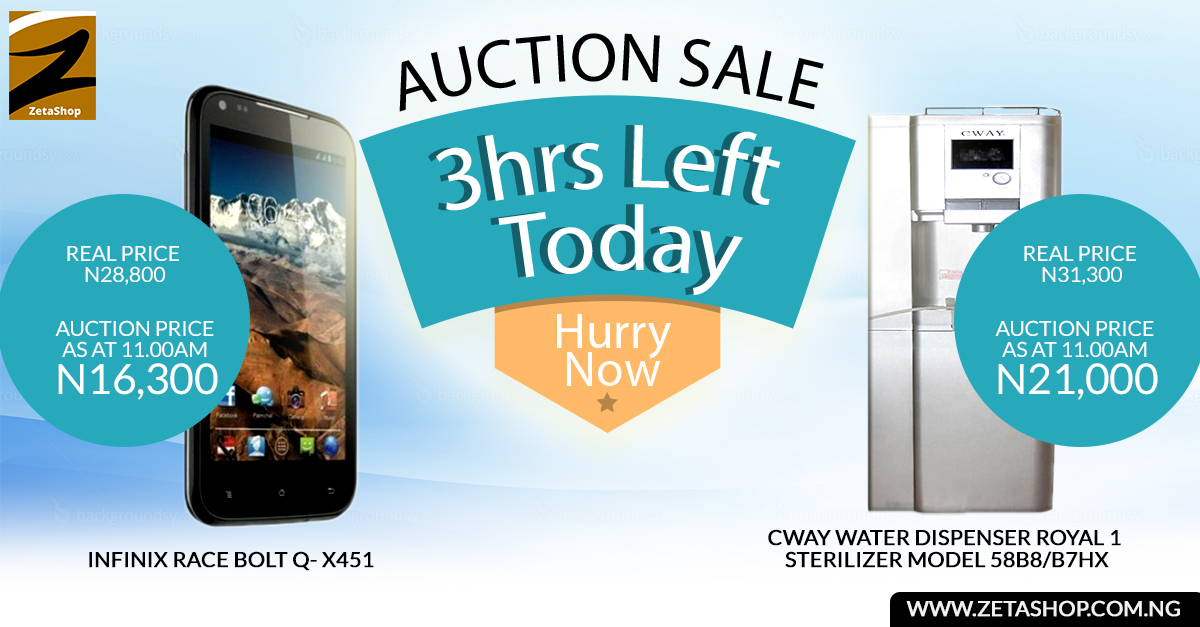 ZetaShop
AUCTION SALE
3hrs Left
Today
Hurry
Now
REAL PRICE
N28,800
AUCTION PRICE
AS AT 11.00AM
N16,300
CWAY
REAL PRICE
N31,300
AUCTION PRICE
AS AT 11.00AM
N21,000
INFINIX RACE BOLT Q- X451
CWAY WATER DISPENSER ROYAL 1
STERILIZER MODEL 58B8/B7HX
WWW.ZETASHOP.COM.NG
backgroundsy